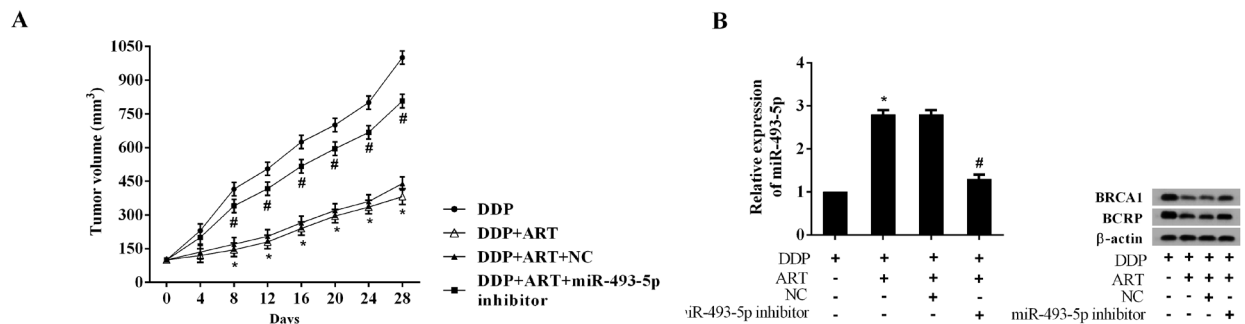 A
Tumor volume (mm3)
1050
900
750
600
450
300
150
0
# # # # # #
* * * * * *
0 4 8 12 16 20 24 28
Days
DDP
DDP+ART
DDP+ART+NC
DDP+ART+miR-493-5p
inhibitor
B
Relative expression
of miR-493-5p
4
3
2
1
0
*
#
DDP + + + +
ART - + + +
NC - - + -
iR-493-5p inhibitor - - - +
BRCA1
BCRP
β-actin
DDP + + + +
ART - + + +
NC - - + -
miR-493-5p inhibitor - - - +